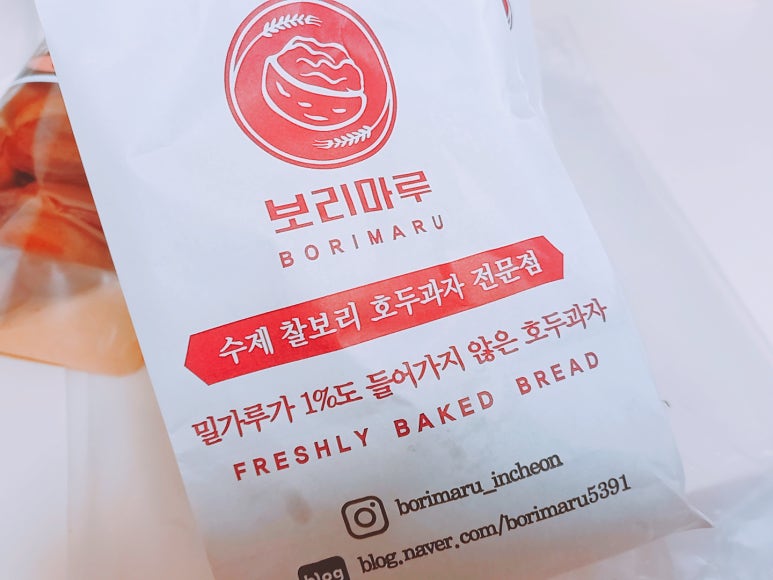 보리마루
BORIMARU
수제 찰보리 호두과자 전문점
밀가루가 1%도 들어가지 않은 호두과자
FRESHLY BAKED BREAD
borimaru_incheon
blog blog.naver.com/borimaru5391